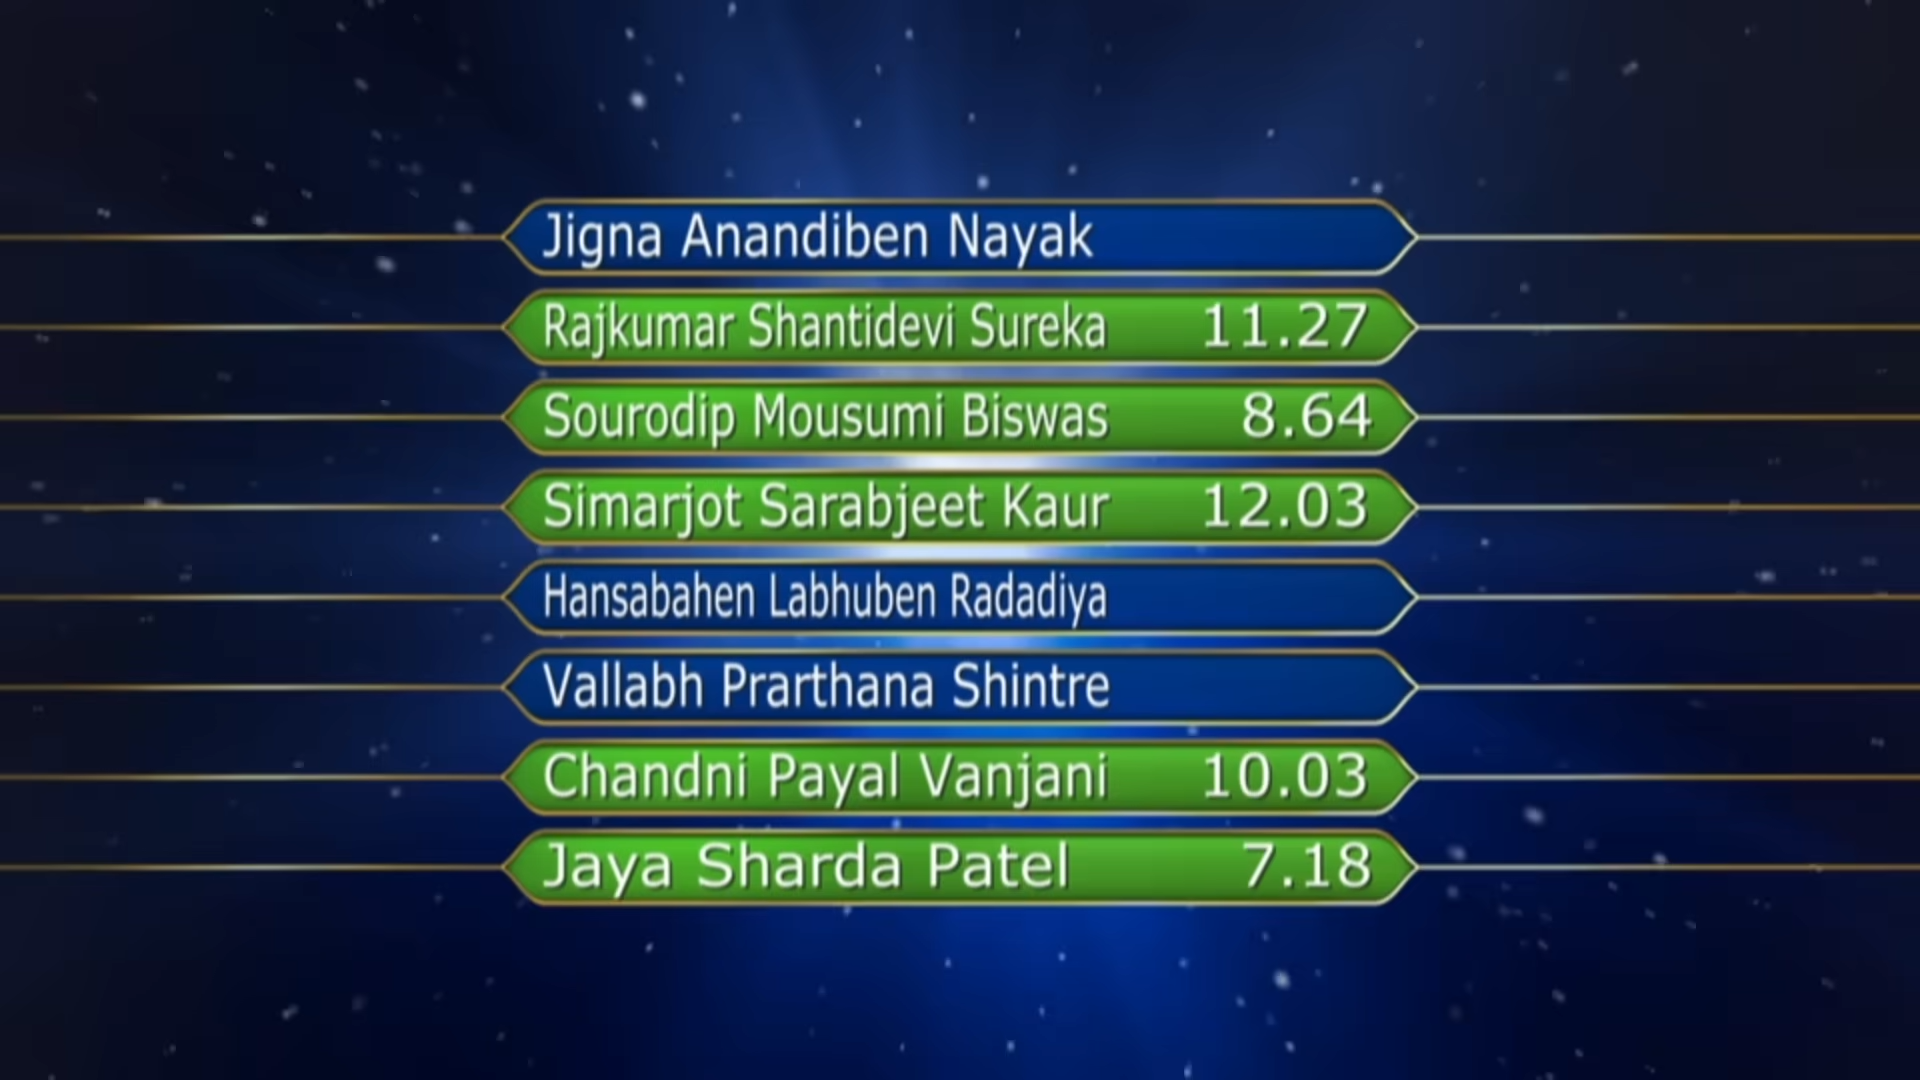 Jigna Anandiben Nayak
Rajkumar Shantidevi Sureka 11.27
Sourodip Mousumi Biswas 8.64
Simarjot Sarabjeet Kaur 12.03
Hansabahen Labhuben Radadiya
Vallabh Prarthana Shintre
Chandni Payal Vanjani 10.03
Jaya Sharda Patel 7.18